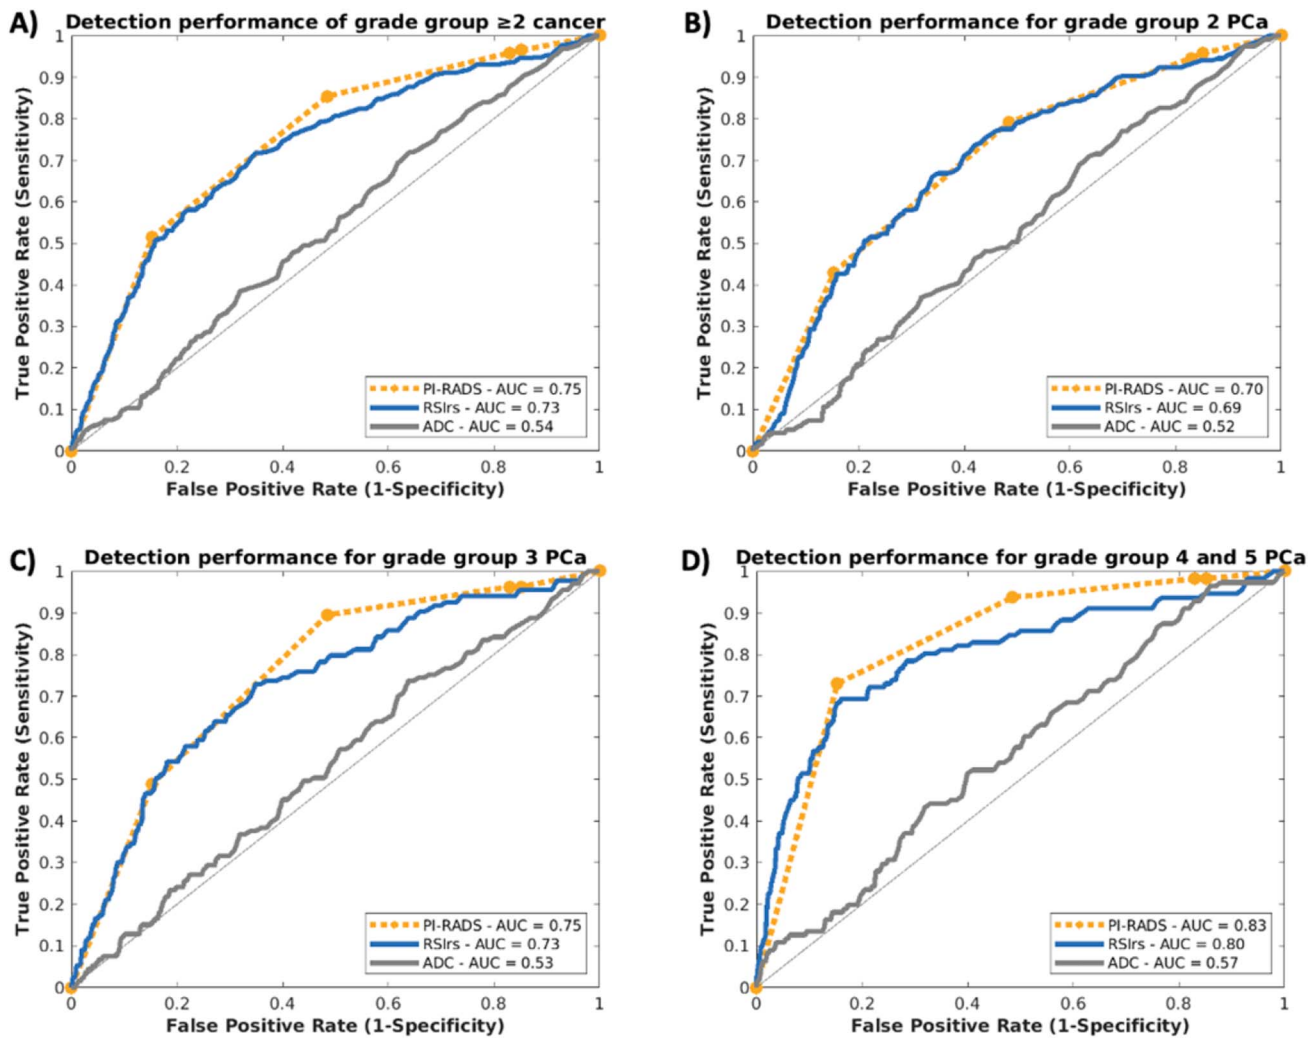 A)
Detection performance of grade group ≥2 cancer
True Positive Rate (Sensitivity)
1
0.9
0.8
0.7
0.6
0.5
0.4
0.3
0.2
0.1
0
PI-RADS - AUC = 0.75
RSIrs - AUC = 0.73
ADC - AUC = 0.54
0 0.2 0.4 0.6 0.8 1
False Positive Rate (1-Specificity)
B)
Detection performance for grade group 2 PCa
True Positive Rate (Sensitivity)
1
0.9
0.8
0.7
0.6
0.5
0.4
0.3
0.2
0.1
0
PI-RADS - AUC = 0.70
RSIrs - AUC = 0.69
ADC - AUC = 0.52
0 0.2 0.4 0.6 0.8 1
False Positive Rate (1-Specificity)
C)
Detection performance for grade group 3 PCa
True Positive Rate (Sensitivity)
1
0.9
0.8
0.7
0.6
0.5
0.4
0.3
0.2
0.1
0
PI-RADS - AUC = 0.75
RSIrs - AUC = 0.73
ADC - AUC = 0.53
0 0.2 0.4 0.6 0.8 1
False Positive Rate (1-Specificity)
D)
Detection performance for grade group 4 and 5 PCa
True Positive Rate (Sensitivity)
1
0.9
0.8
0.7
0.6
0.5
0.4
0.3
0.2
0.1
0
PI-RADS - AUC = 0.83
RSIrs - AUC = 0.80
ADC - AUC = 0.57
0 0.2 0.4 0.6 0.8 1
False Positive Rate (1-Specificity)